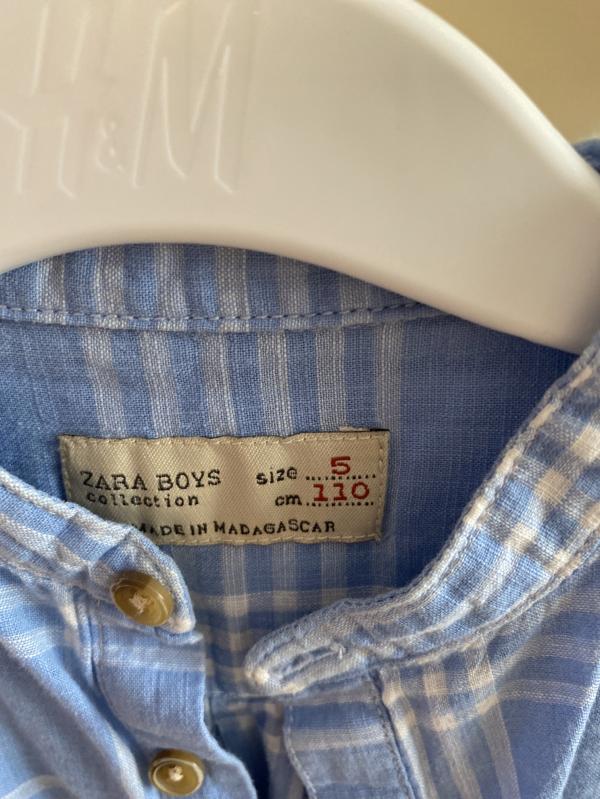 H&M
ZARA BOYS
collection
size 5
cm 110
MADE IN MADAGASCAR